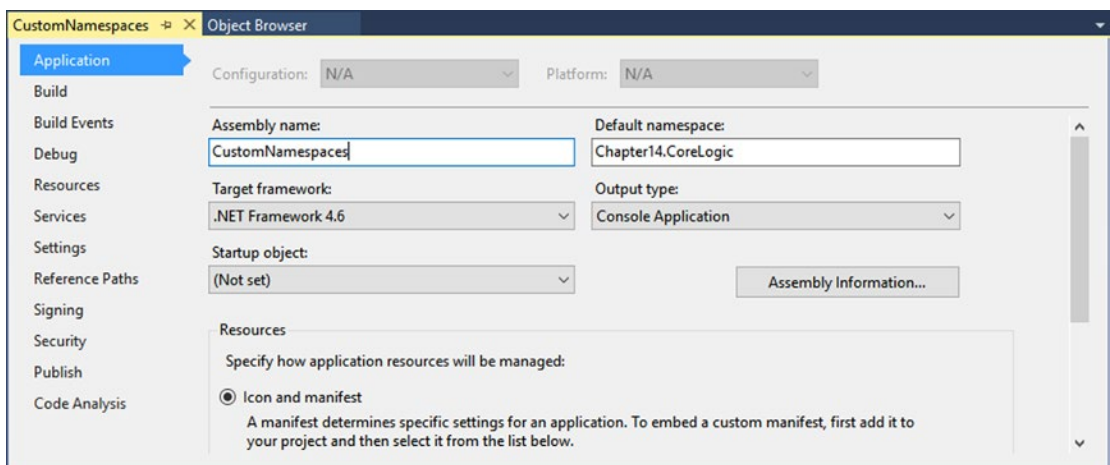 CustomNamespaces
Object Browser
Application
Build
Build Events
Debug
Resources
Services
Settings
Reference Paths
Signing
Security
Publish
Code Analysis
Configuration: N/A
Platform: N/A
Assembly name:
CustomNamespaces
Default namespace:
Chapter14.CoreLogic
Target framework:
.NET Framework 4.6
Output type:
Console Application
Startup object:
(Not set)
Assembly Information...
Resources
Specify how application resources will be managed:
Icon and manifest
A manifest determines specific settings for an application. To embed a custom manifest, first add it to
your project and then select it from the list below.